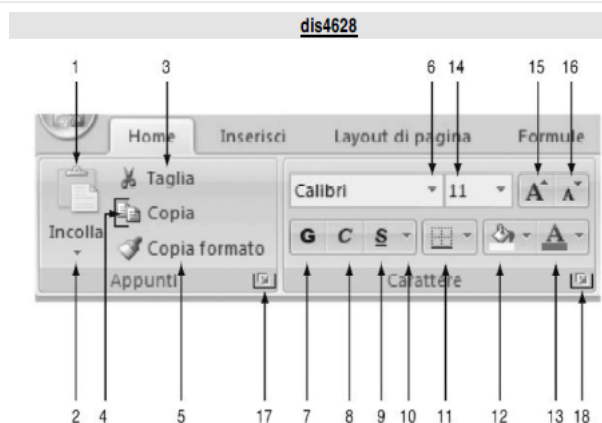 dis4628
1 3 6 14 15 16
Home Inserisci Layout di pagina Formule
Taglia
Calibri 11 A A
Copia
Incolla
G C S A
Copia formato
Appunti Carattere
2 4 5 17 7 8 9 10 11 12 13 18